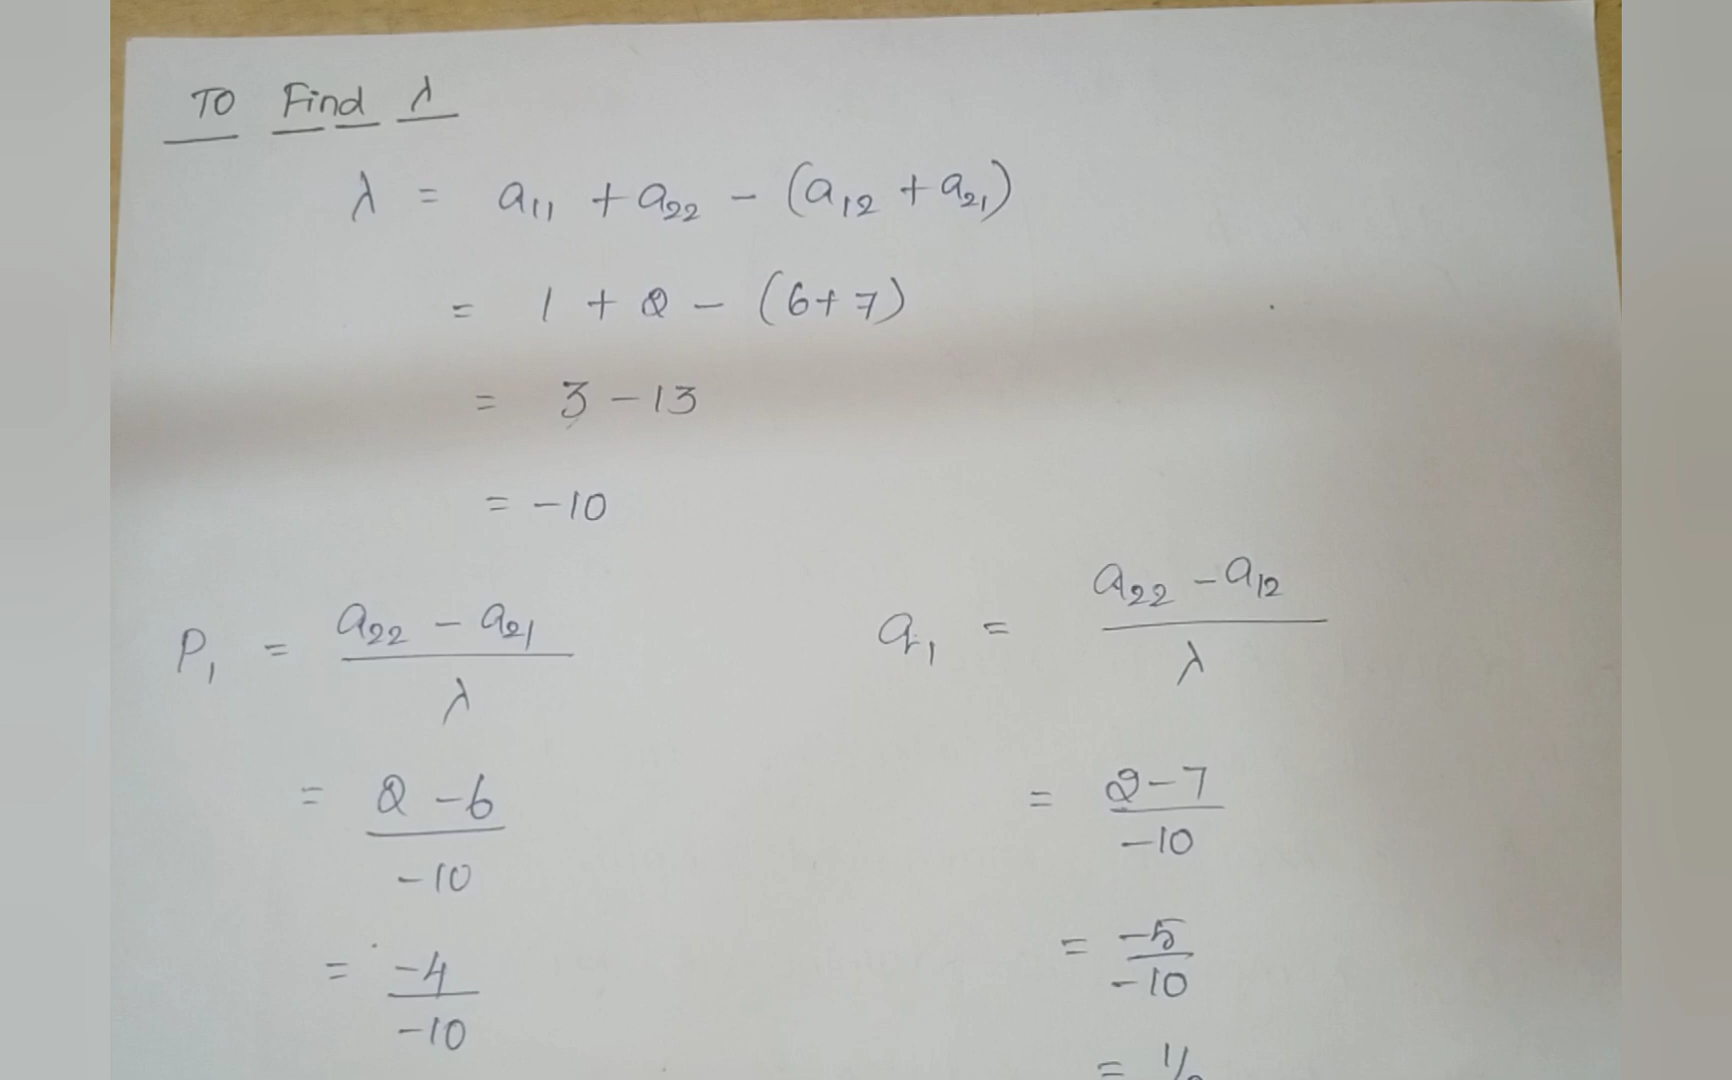 TO Find λ
λ = a₁₁ + a₂₂ - (a₁₂ + a₂₁)
= 1 + 2 - (6+7)
= 3 - 13
= -10
P₁ = (a₂₂ - a₂₁)/λ
= (2 - 6)/-10
= -4/-10
q₁ = (a₂₂ - a₁₂)/λ
= (2 - 7)/-10
= -5/-10
= 1/